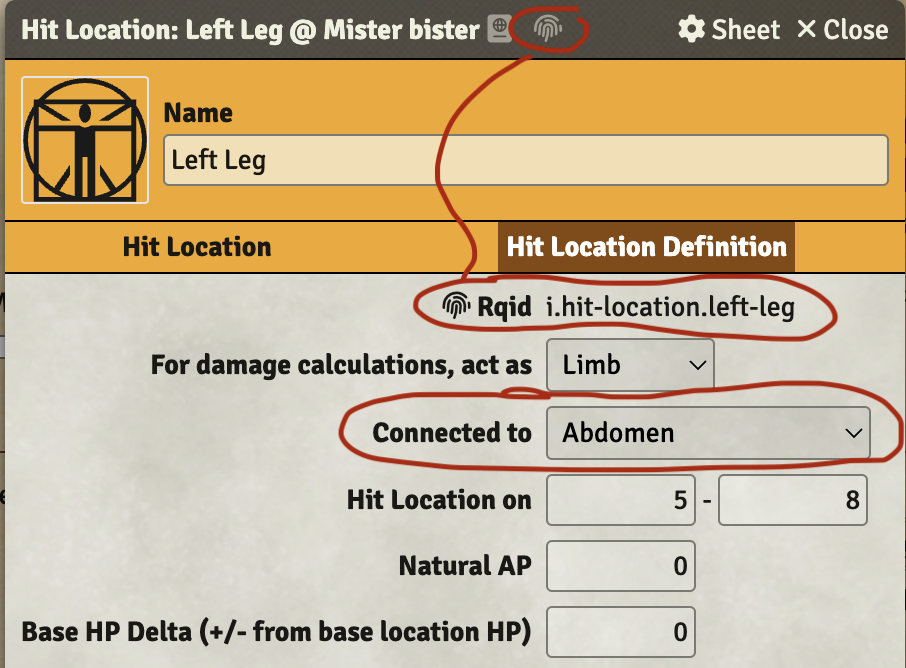 Hit Location: Left Leg @ Mister bister Sheet Close
Name
Left Leg
Hit Location Hit Location Definition
Rqid i.hit-location.left-leg
For damage calculations, act as Limb
Connected to Abdomen
Hit Location on 5 - 8
Natural AP 0
Base HP Delta (+/- from base location HP) 0